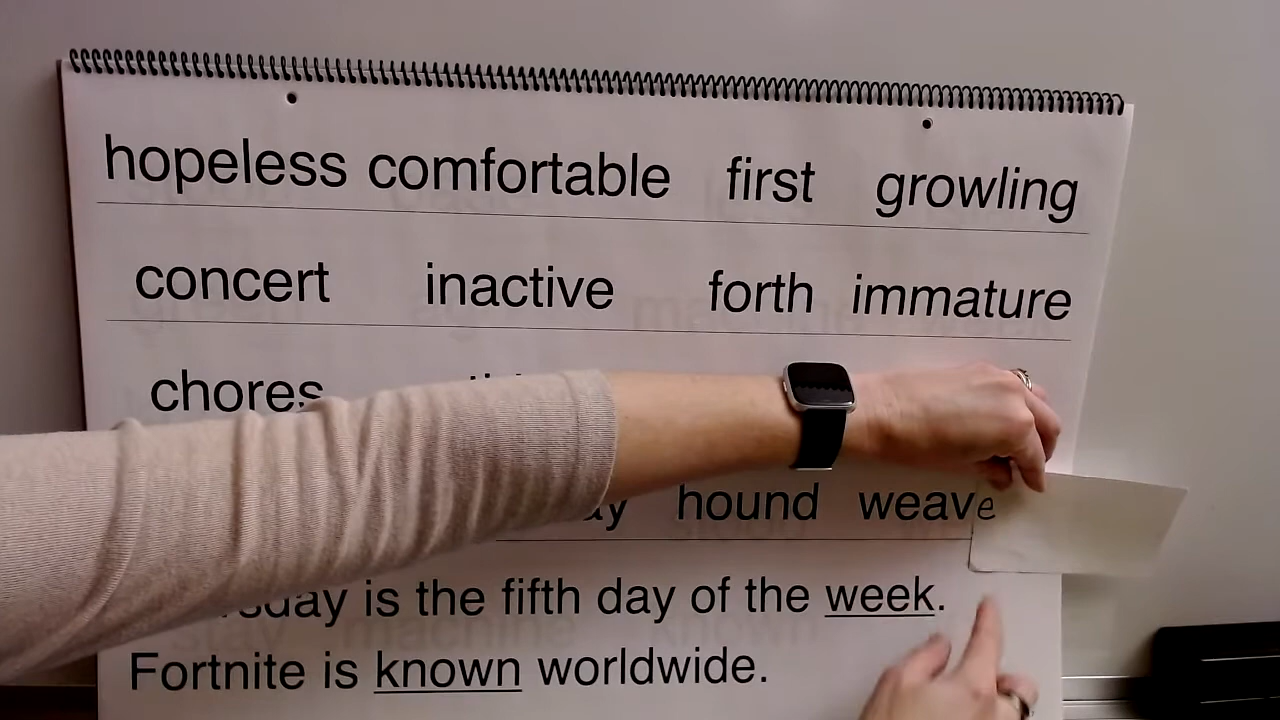 hopeless comfortable first growling
concert inactive forth immature
chores
hound weave
is the fifth day of the week.
Fortnite is known worldwide.